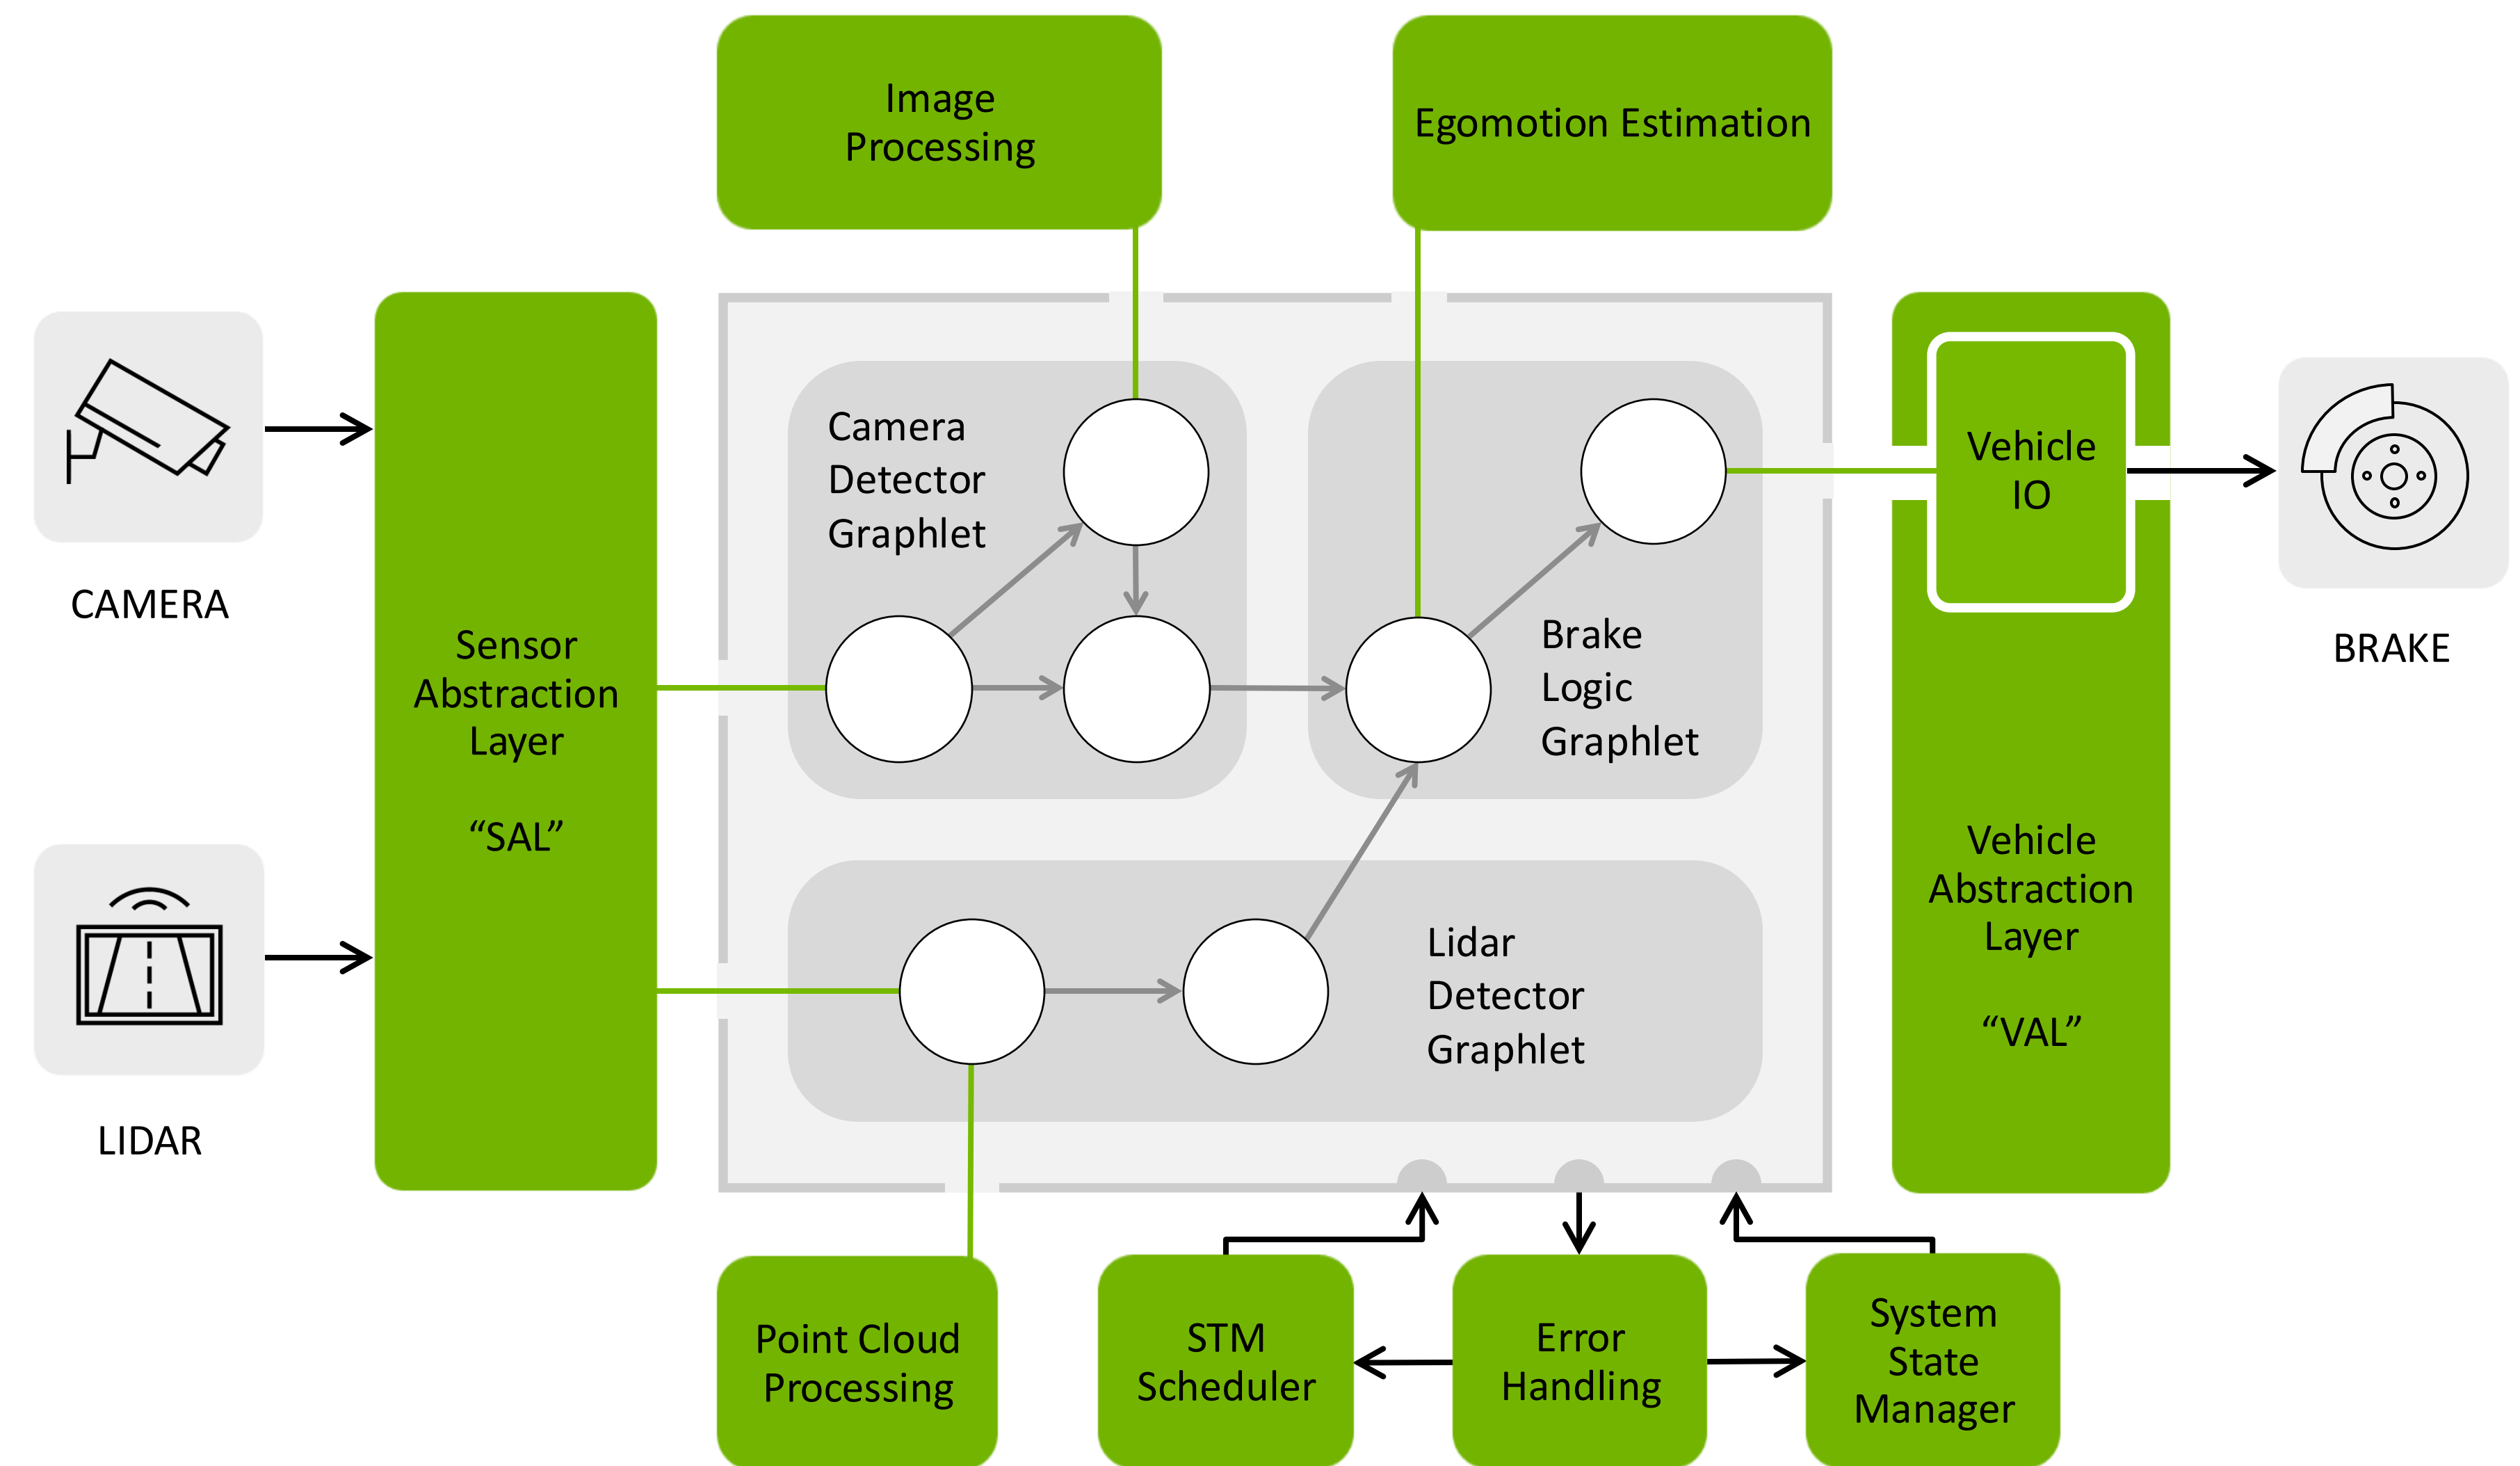 Image
Processing
Egomotion Estimation
CAMERA
LIDAR
Sensor
Abstraction
Layer
“SAL”
Camera
Detector
Graphlet
Brake
Logic
Graphlet
Lidar
Detector
Graphlet
Vehicle
IO
Vehicle
Abstraction
Layer
“VAL”
BRAKE
Point Cloud
Processing
STM
Scheduler
Error
Handling
System
State
Manager